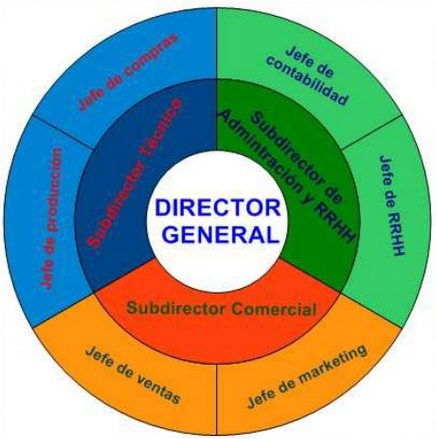 Jefe de compras
Jefe de
contabilidad
Subdirector Técnico
Subdirector de
Admintración y RRHH
Jefe de producción
Jefe de RRHH
DIRECTOR
GENERAL
Subdirector Comercial
Jefe de ventas
Jefe de marketing